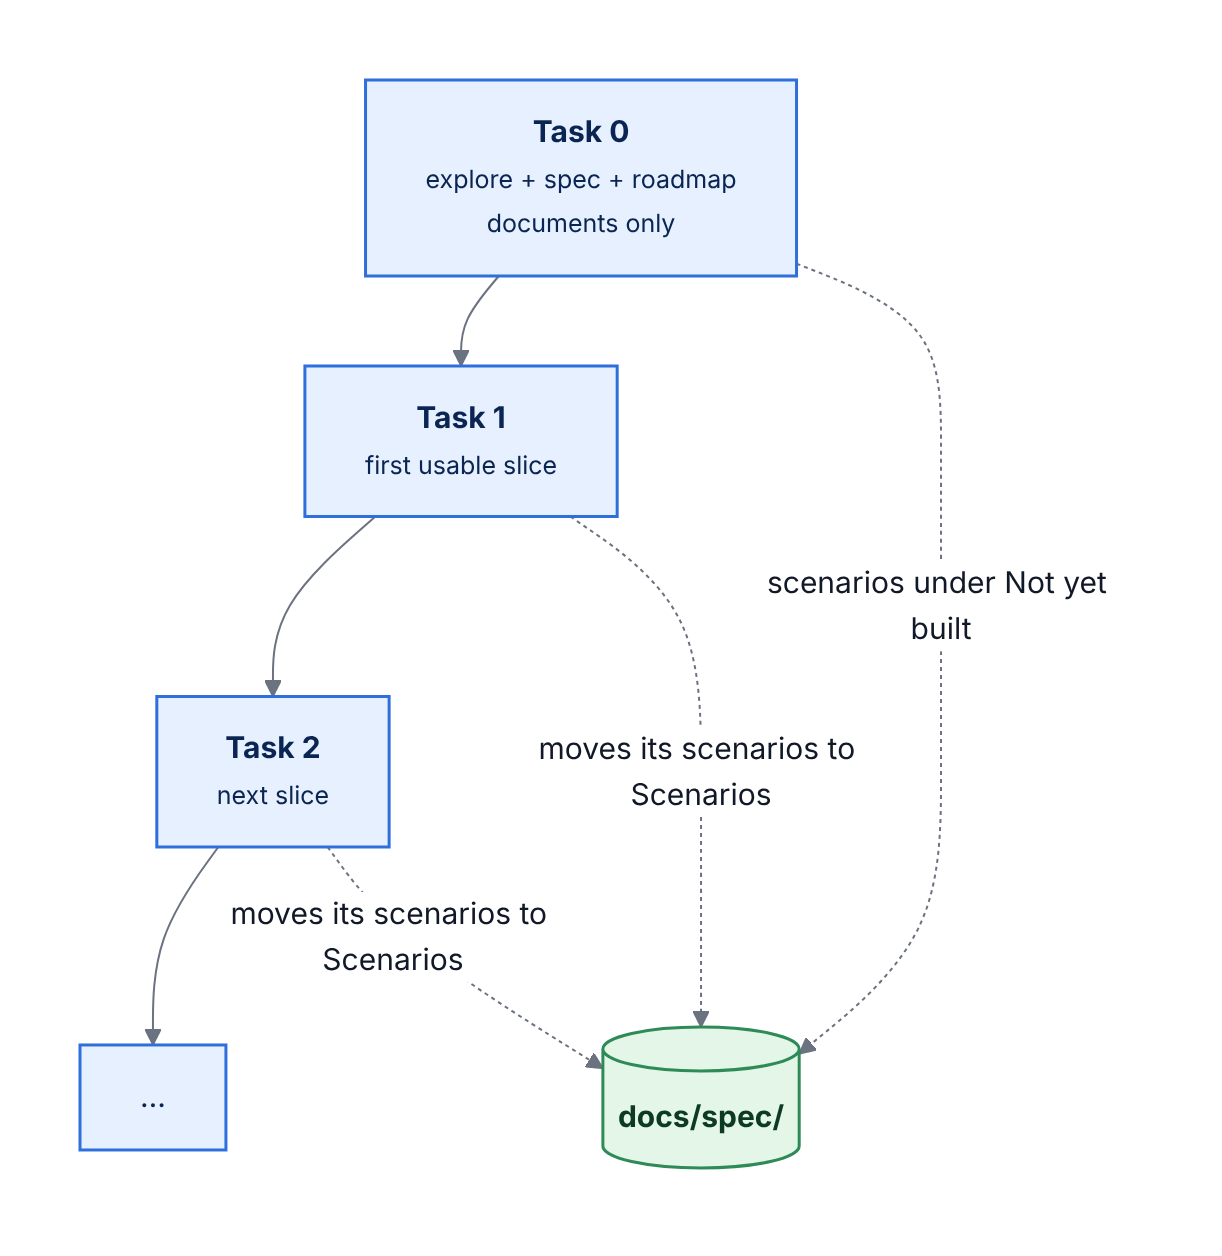 Task 0
explore + spec + roadmap
documents only
Task 1
first usable slice
scenarios under Not yet
built
Task 2
next slice
moves its scenarios to
Scenarios
moves its scenarios to
Scenarios
...
docs/spec/